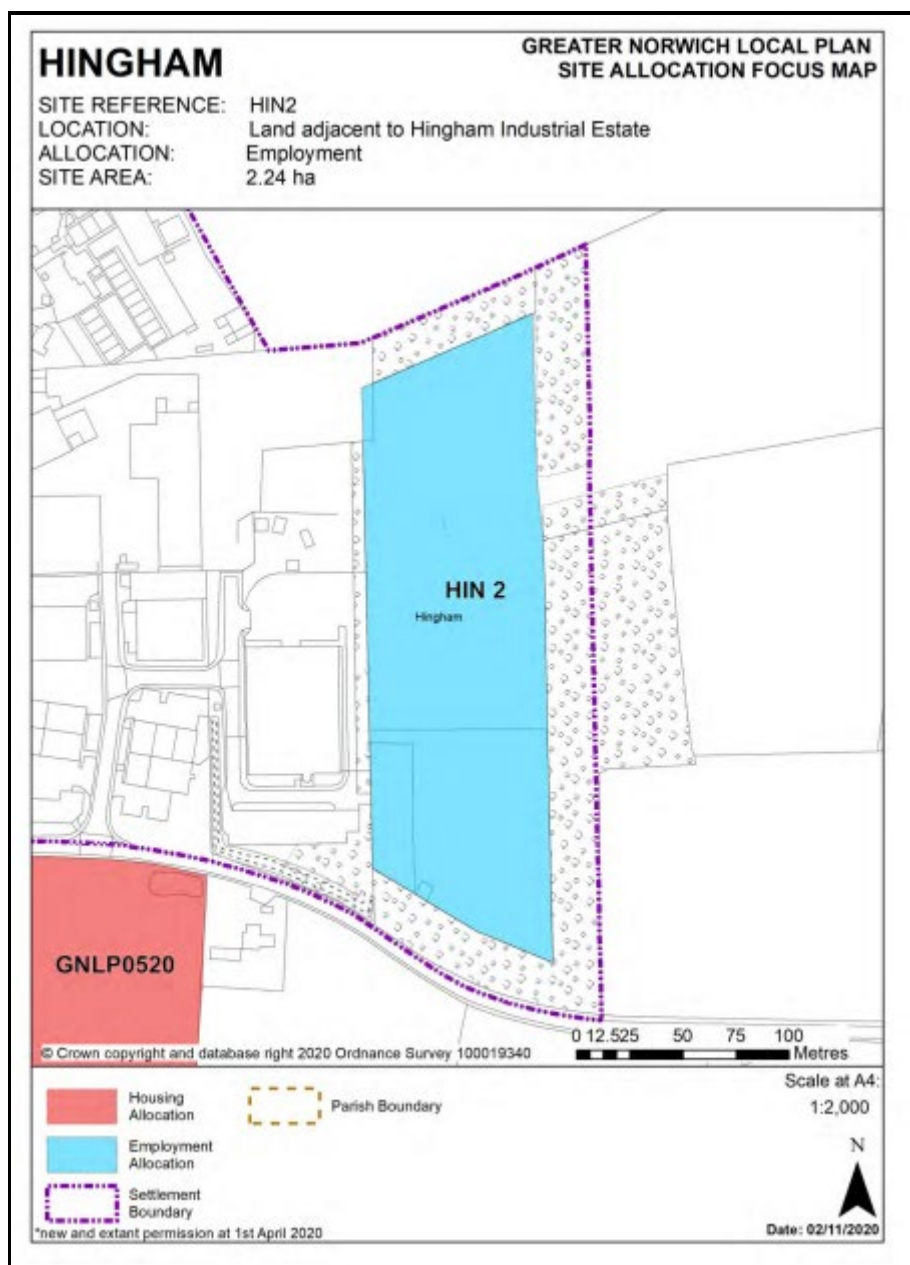 HINGHAM
GREATER NORWICH LOCAL PLAN
SITE ALLOCATION FOCUS MAP
SITE REFERENCE: HIN2
LOCATION: Land adjacent to Hingham Industrial Estate
ALLOCATION: Employment
SITE AREA: 2.24 ha
HIN 2
Hingham
GNLP0520
0 12.525 50 75 100
Metres
© Crown copyright and database right 2020 Ordnance Survey 100019340
Housing
Allocation
Parish Boundary
Employment
Allocation
Settlement
Boundary
Scale at A4:
1:2,000
N
*new and extant permission at 1st April 2020
Date: 02/11/2020